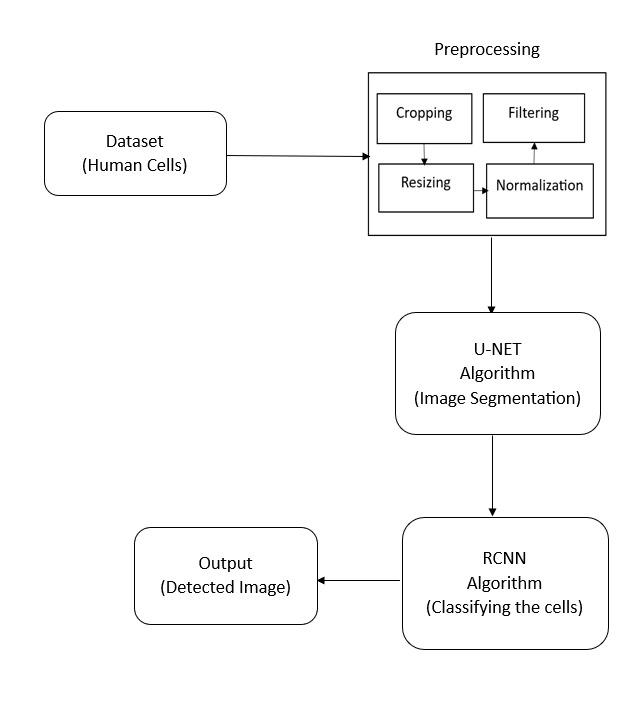 Preprocessing
Dataset
(Human Cells)
Cropping
Filtering
Resizing
Normalization
U-NET
Algorithm
(Image Segmentation)
RCNN
Algorithm
(Classifying the cells)
Output
(Detected Image)